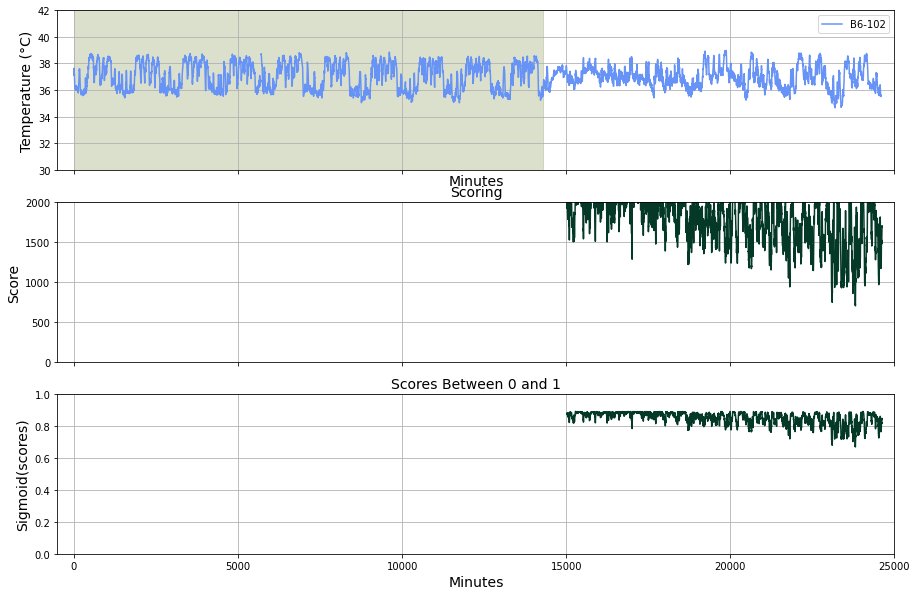 42
40
38
36
34
32
30
Temperature (°C)
B6-102
Minutes
Scoring
2000
1500
1000
500
0
Score
Scores Between 0 and 1
1.0
0.8
0.6
0.4
0.2
0.0
Sigmoid(scores)
0 5000 10000 15000 20000 25000
Minutes